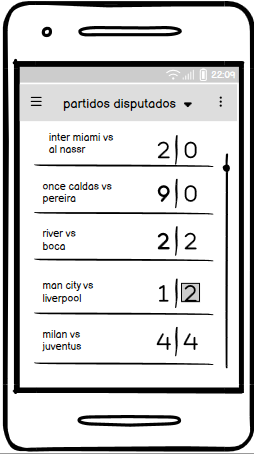 22:09
partidos disputados
inter miami vs
al nassr
2 | 0
once caldas vs
pereira
9 | 0
river vs
boca
2 | 2
man city vs
liverpool
1 | 2
milan vs
juventus
4 | 4